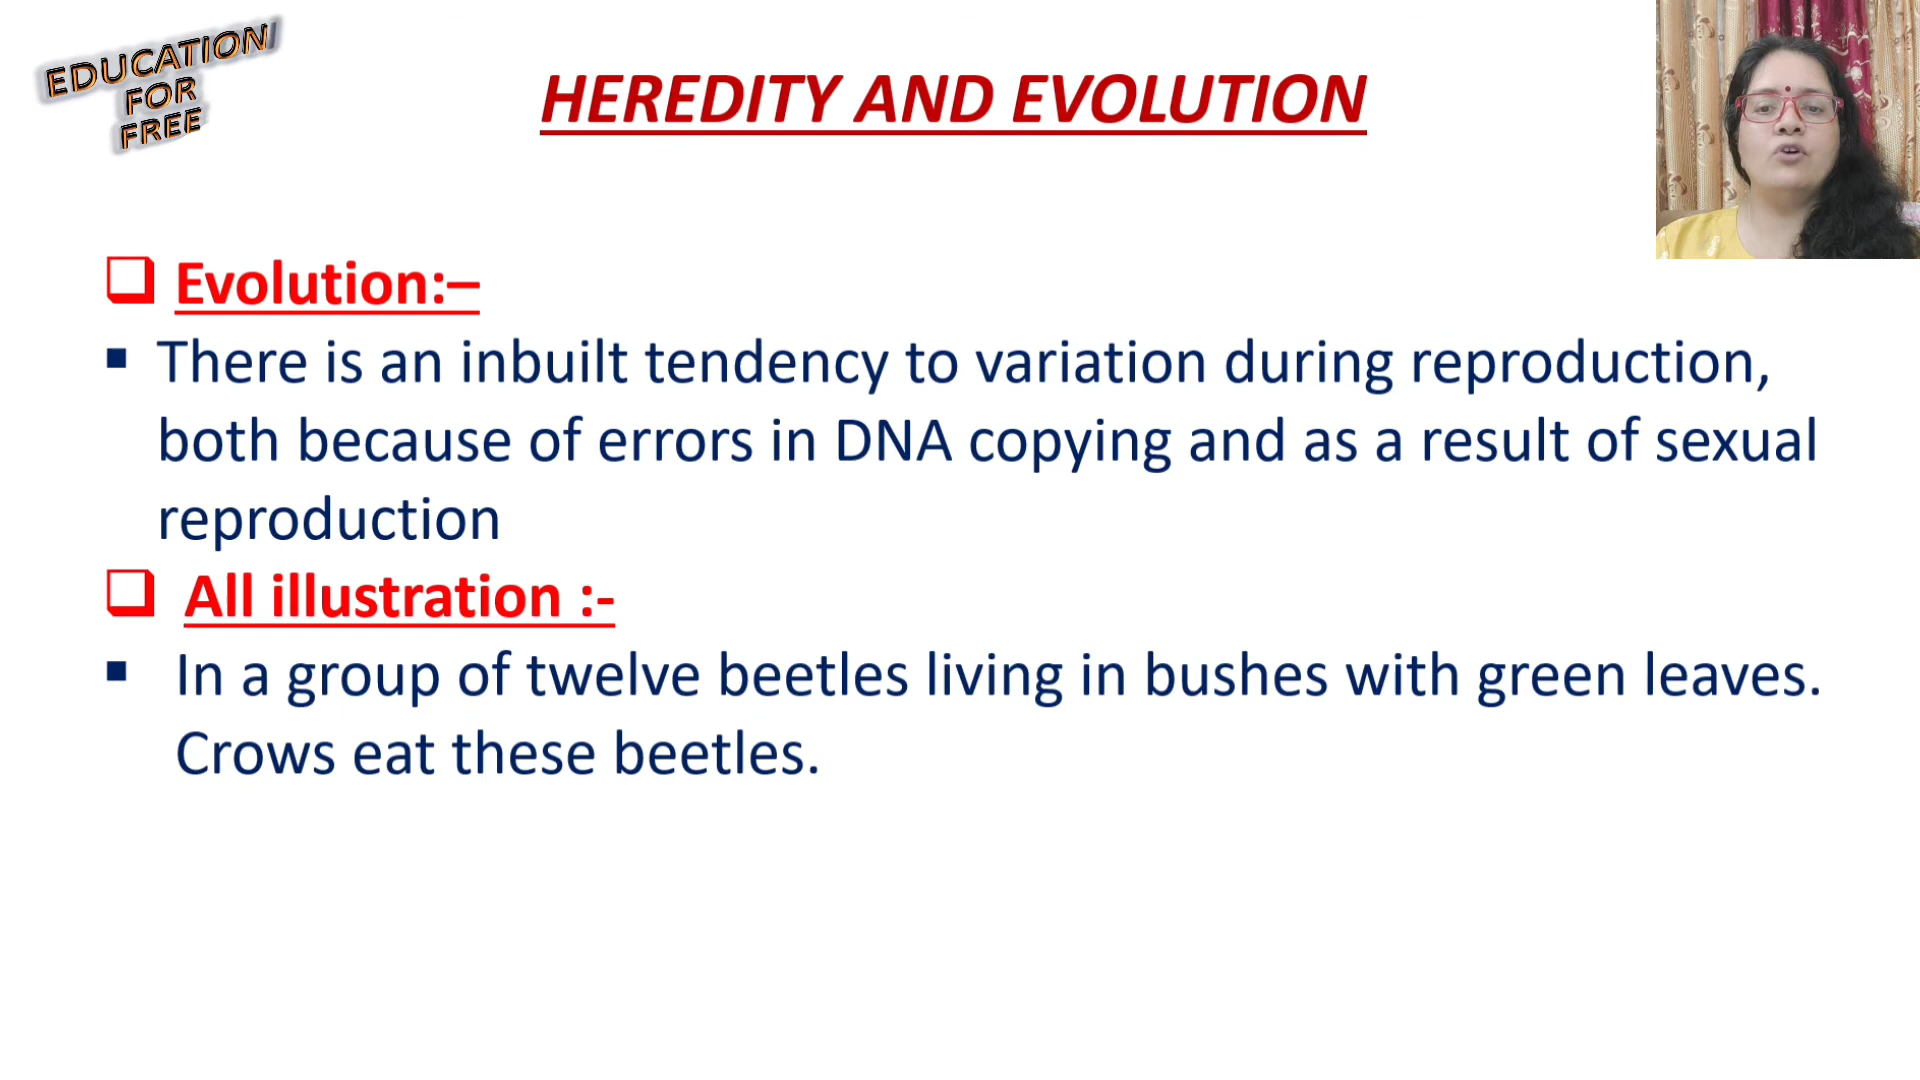 EDUCATION
FOR
FREE
HEREDITY AND EVOLUTION
Evolution:–
There is an inbuilt tendency to variation during reproduction,
both because of errors in DNA copying and as a result of sexual
reproduction
All illustration :-
In a group of twelve beetles living in bushes with green leaves.
Crows eat these beetles.